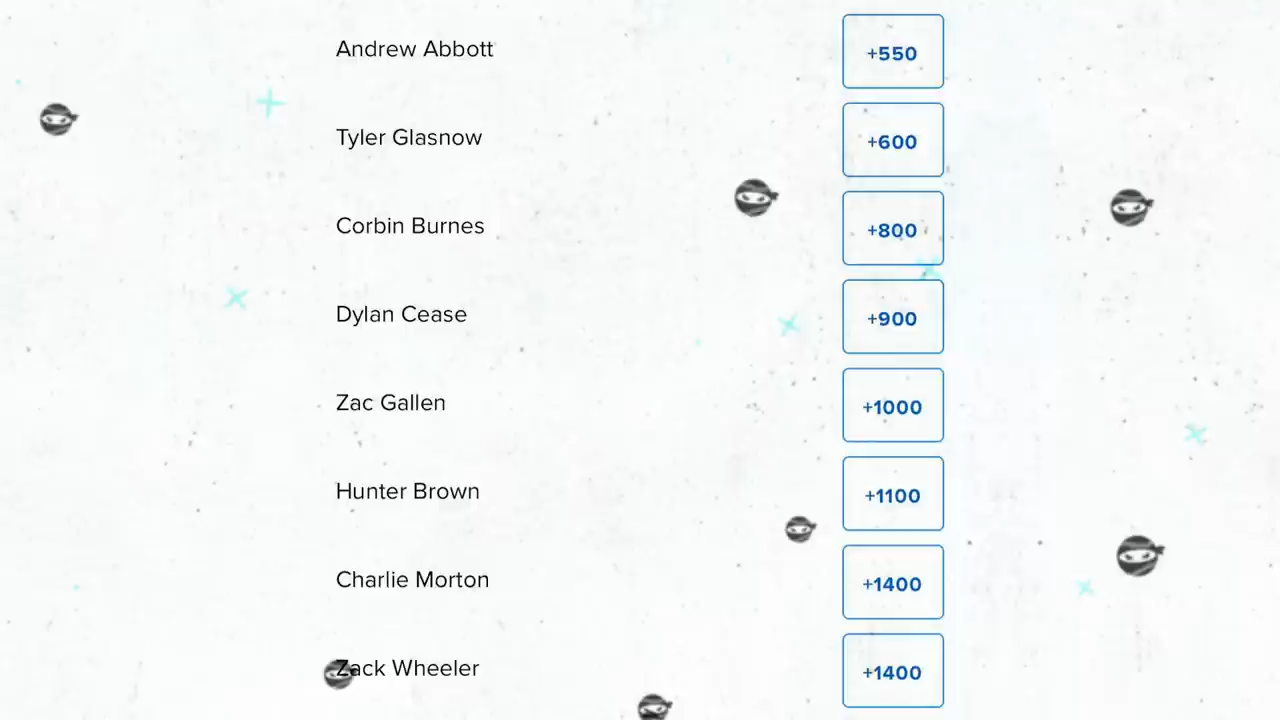 Andrew Abbott +550
Tyler Glasnow +600
Corbin Burnes +800
Dylan Cease +900
Zac Gallen +1000
Hunter Brown +1100
Charlie Morton +1400
Zack Wheeler +1400